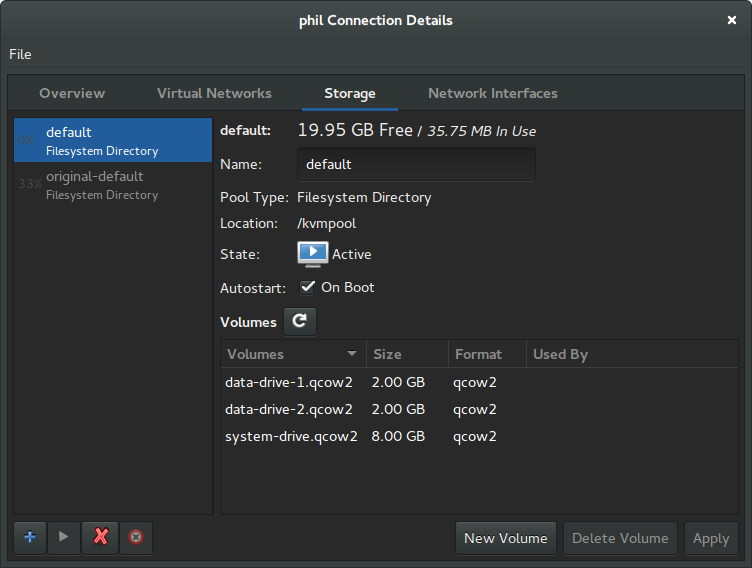 phil Connection Details
File
Overview Virtual Networks Storage Network Interfaces
0% default
Filesystem Directory
33% original-default
Filesystem Directory
default: 19.95 GB Free / 35.75 MB In Use
Name: default
Pool Type: Filesystem Directory
Location: /kvmpool
State: Active
Autostart: On Boot
Volumes
Volumes Size Format Used By
data-drive-1.qcow2 2.00 GB qcow2
data-drive-2.qcow2 2.00 GB qcow2
system-drive.qcow2 8.00 GB qcow2
New Volume Delete Volume Apply